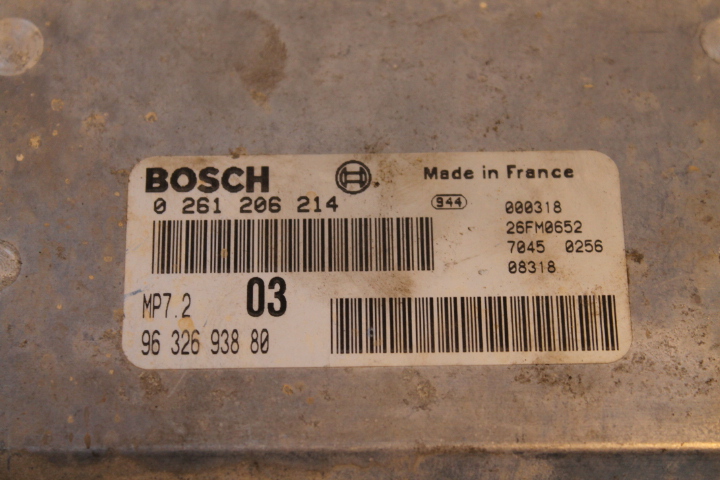 BOSCH
Made in France
0 261 206 214
944
000318
26FM0652
7045 0256
08318
MP7.2
03
96 326 938 80